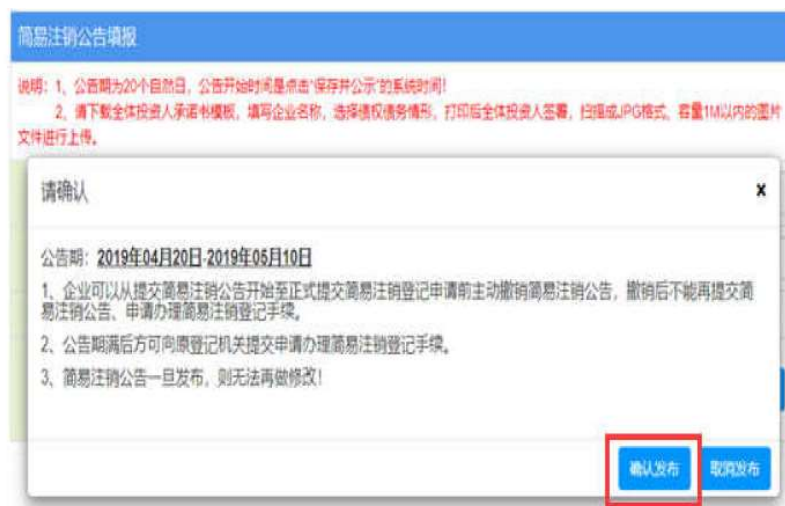 简易注销公告填报
说明：1、公告期为20个自然日，公告开始时间是点击“保存并公示”的系统时间！
2、请下载全体投资人承诺书模板，填写企业名称，选择债权债务情形，打印后全体投资人签署，扫描成JPG格式、容量1M以内的图片
文件进行上传。
请确认
x
公告期：2019年04月20日-2019年05月10日
1、企业可以从提交简易注销公告开始至正式提交简易注销登记申请前主动撤销简易注销公告，撤销后不能再提交简
易注销公告、申请办理简易注销登记手续。
2、公告期满后方可向原登记机关提交申请办理简易注销登记手续。
3、简易注销公告一旦发布，则无法再做修改！
确认发布 取消发布